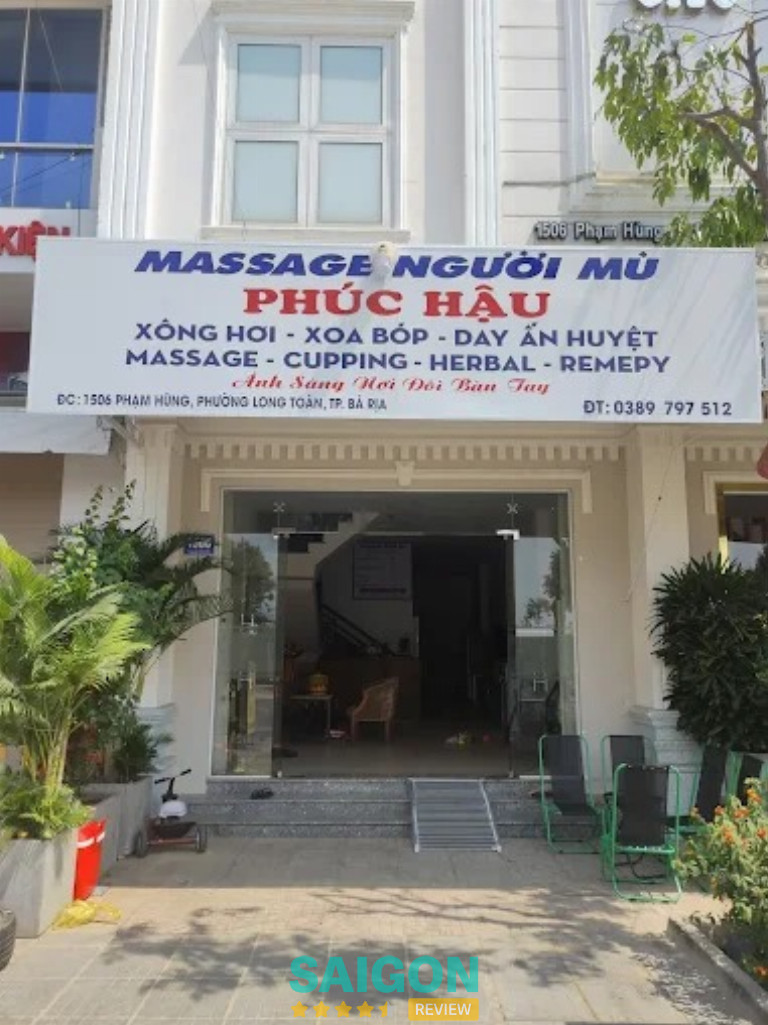 1506 Phạm Hùng
KIỆN
MASSAGE NGƯỜI MÙ
PHÚC HẬU
XÔNG HƠI - XOA BÓP - DAY ẤN HUYỆT
MASSAGE - CUPPING - HERBAL - REMEPY
Ánh Sáng Nơi Đôi Bàn Tay
ĐC: 1506 PHẠM HÙNG, PHƯỜNG LONG TOÀN, TP. BÀ RỊA
ĐT: 0389 797 512
1506
SAIGON
REVIEW